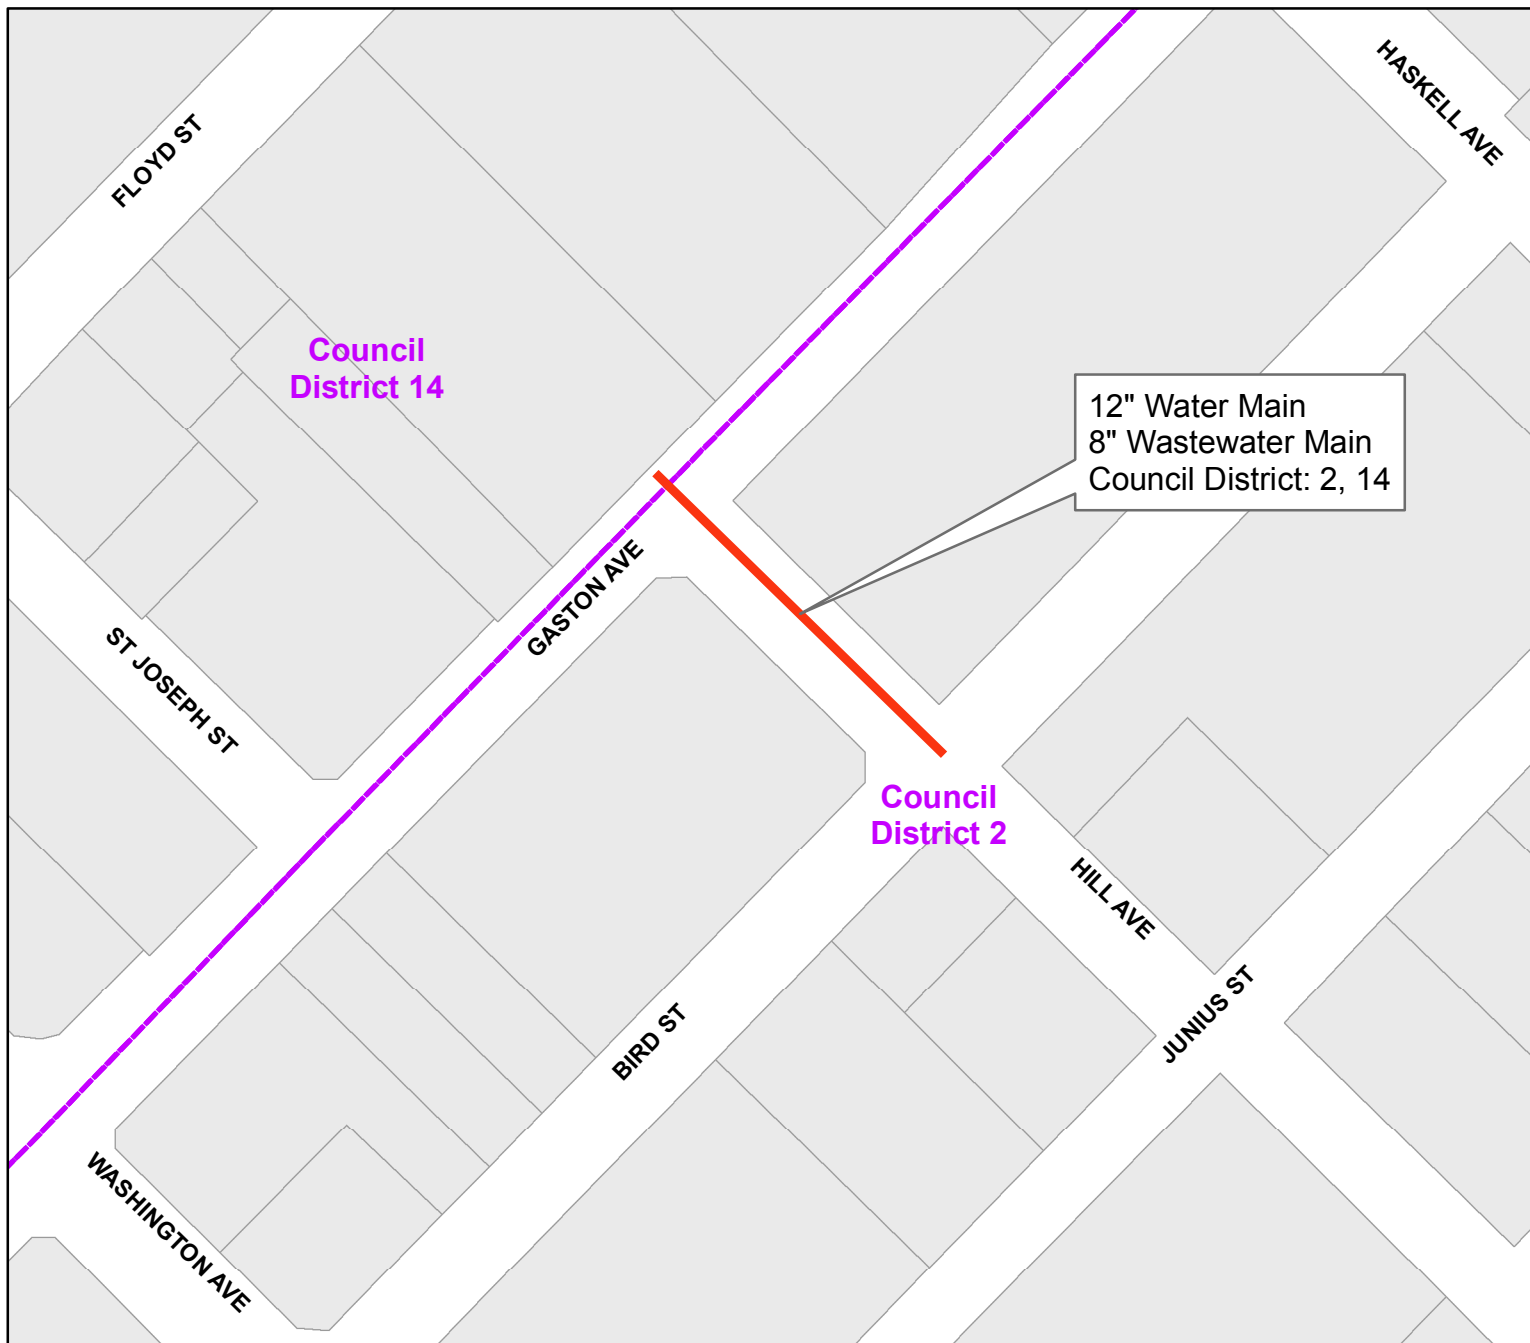 HASKELL AVE
FLOYD ST
Council
District 14
12" Water Main
8" Wastewater Main
Council District: 2, 14
GASTON AVE
ST JOSEPH ST
Council
District 2
HILL AVE
JUNIUS ST
BIRD ST
WASHINGTON AVE